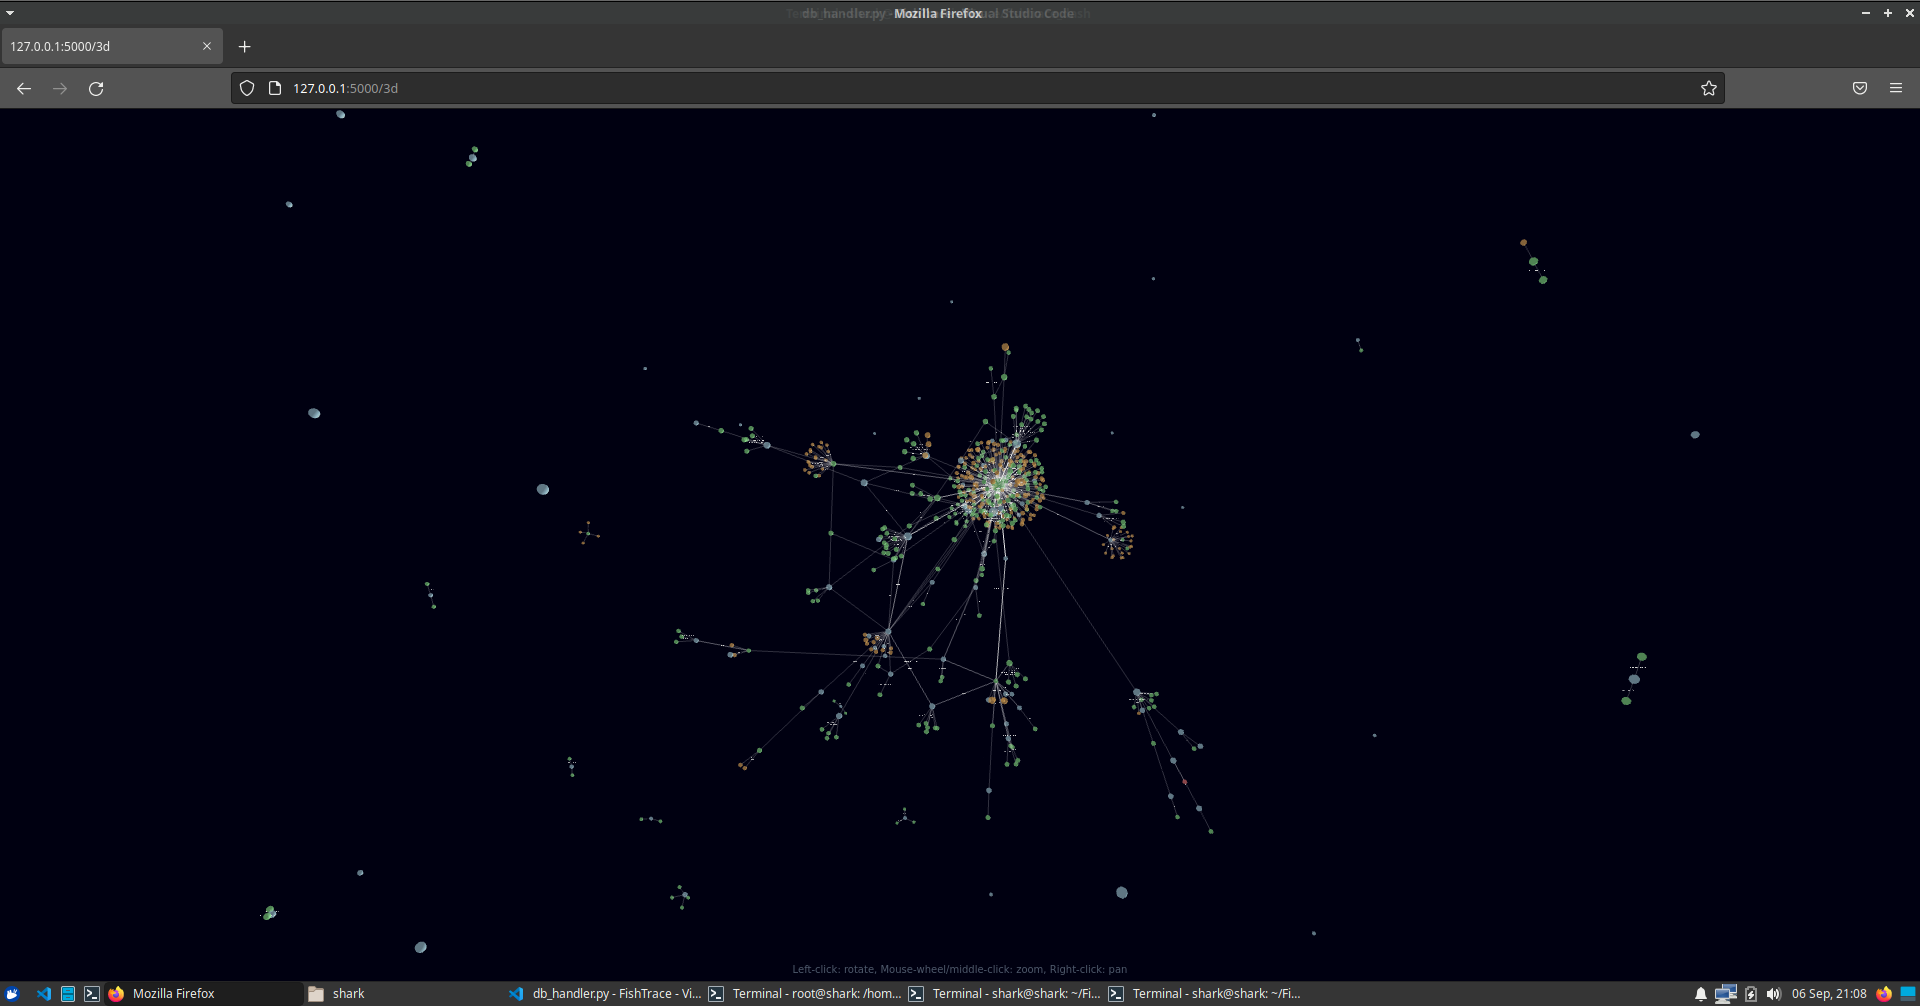 db_handler.py - Mozilla Firefox
127.0.0.1:5000/3d
127.0.0.1:5000/3d
Left-click: rotate, Mouse-wheel/middle-click: zoom, Right-click: pan
Mozilla Firefox
shark
db_handler.py - FishTrace - Vi...
Terminal - root@shark: /hom...
Terminal - shark@shark: ~/Fi...
Terminal - shark@shark: ~/Fi...
06 Sep, 21:08